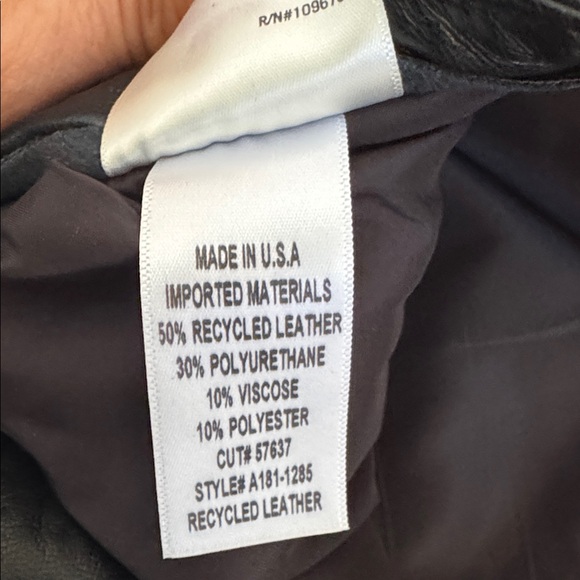 MADE IN U.S.A
IMPORTED MATERIALS
50% RECYCLED LEATHER
30% POLYURETHANE
10% VISCOSE
10% POLYESTER
CUT# 57637
STYLE# A181-1285
RECYCLED LEATHER